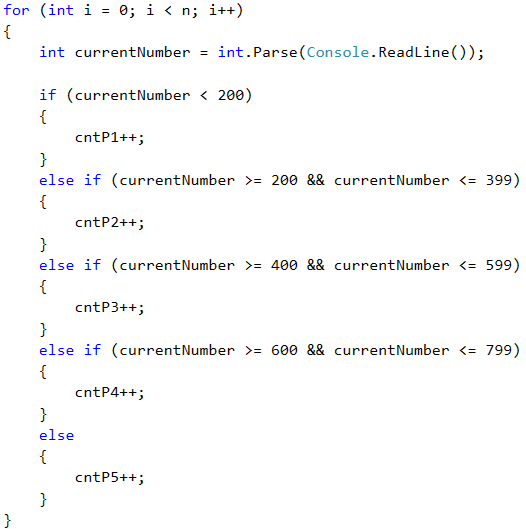 for (int i = 0; i < n; i++)
{
    int currentNumber = int.Parse(Console.ReadLine());

    if (currentNumber < 200)
    {
        cntP1++;
    }
    else if (currentNumber >= 200 && currentNumber <= 399)
    {
        cntP2++;
    }
    else if (currentNumber >= 400 && currentNumber <= 599)
    {
        cntP3++;
    }
    else if (currentNumber >= 600 && currentNumber <= 799)
    {
        cntP4++;
    }
    else
    {
        cntP5++;
    }
}